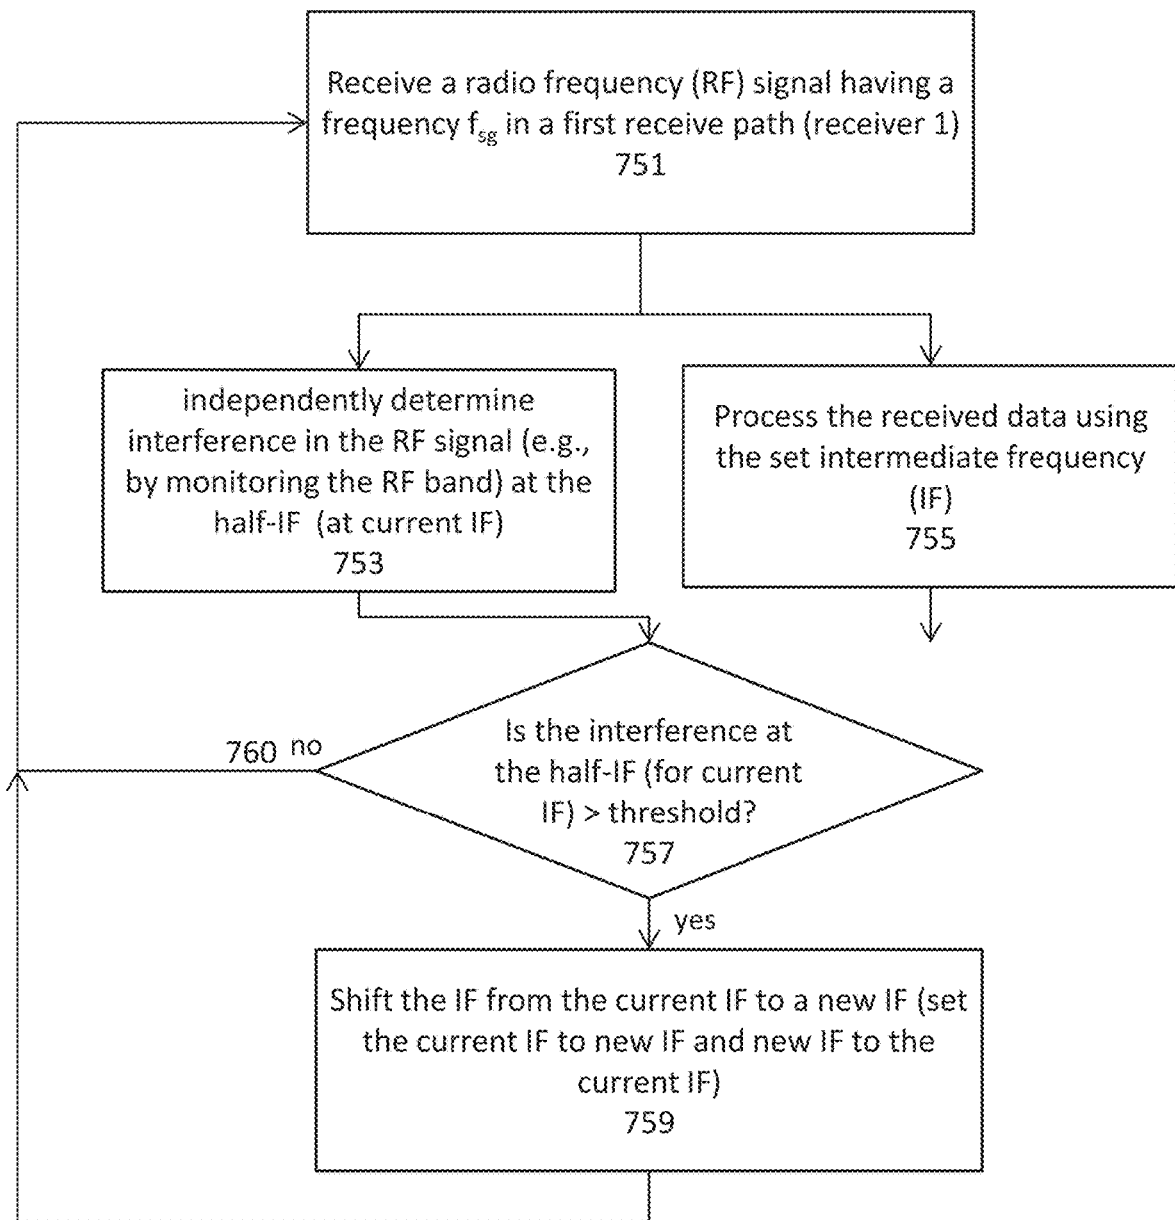 Receive a radio frequency (RF) signal having a
frequency fsg in a first receive path (receiver 1)
751
independently determine
interference in the RF signal (e.g.,
by monitoring the RF band) at the
half-IF (at current IF)
753
Process the received data using
the set intermediate frequency
(IF)
755
760 no
Is the interference at
the half-IF (for current
IF) > threshold?
757
yes
Shift the IF from the current IF to a new IF (set
the current IF to new IF and new IF to the
current IF)
759